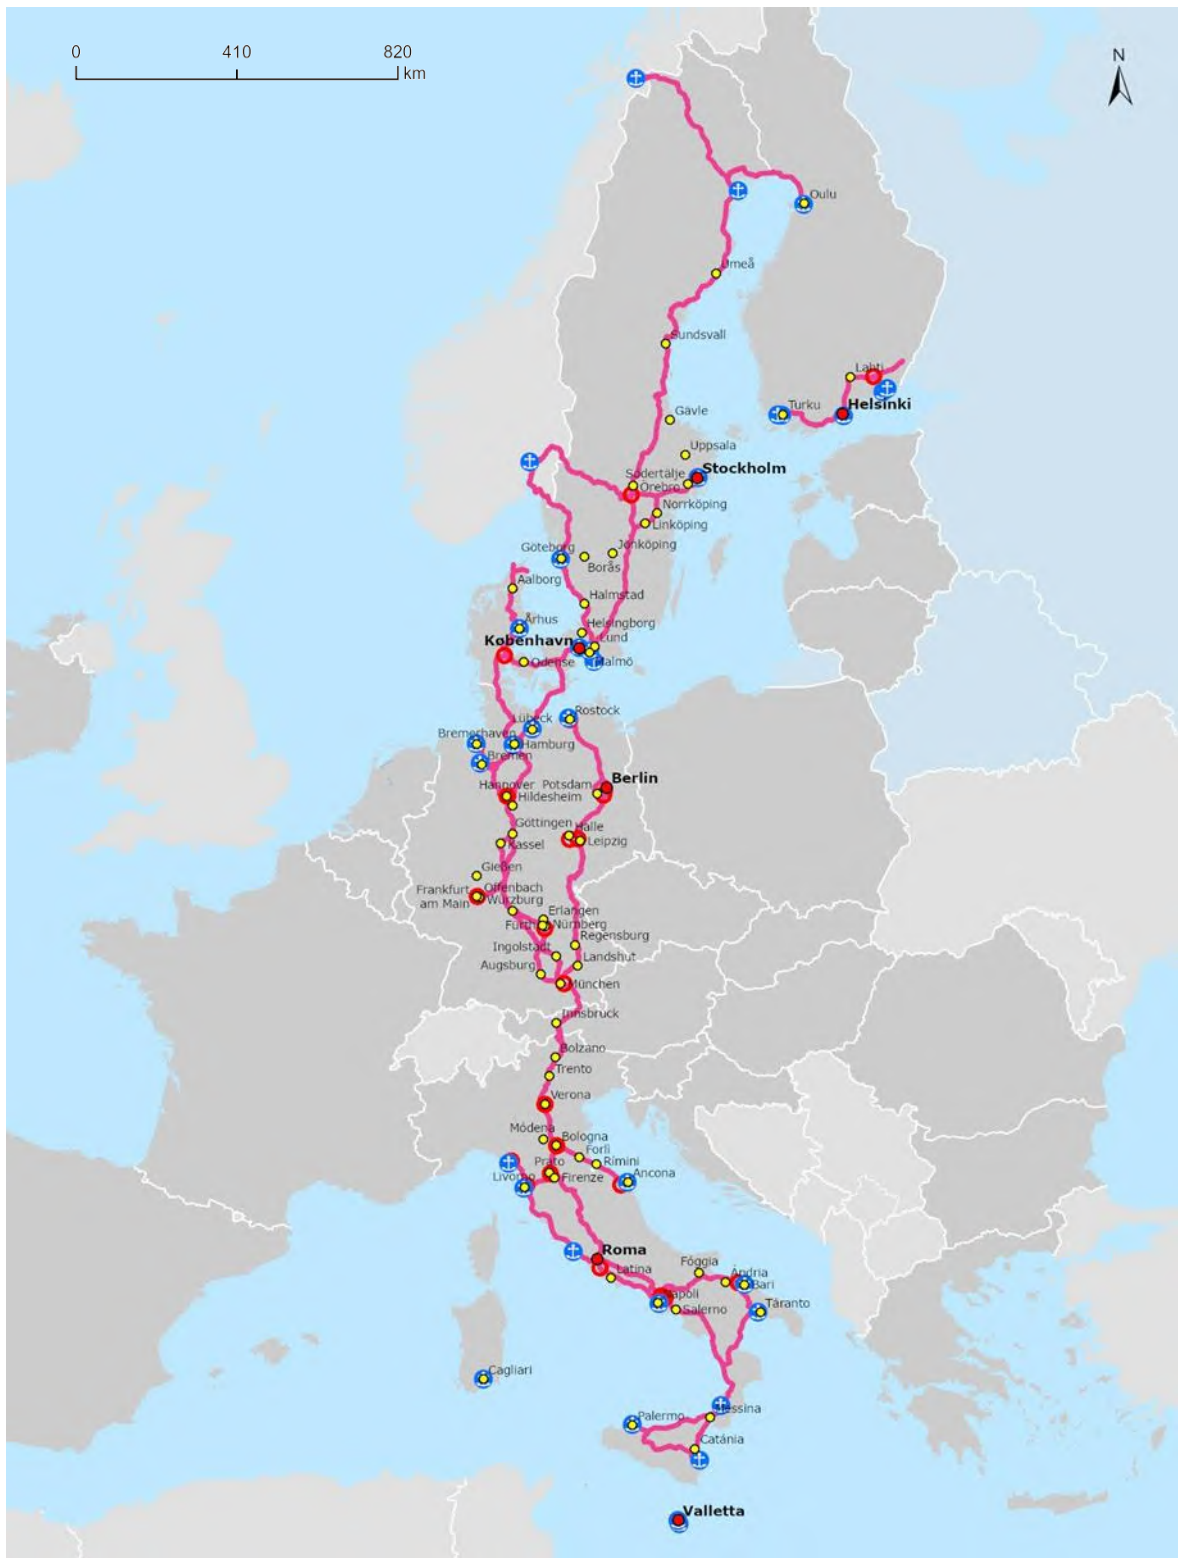 0 410 820
km
N
Oulu
Umeå
Sundsvall
Lahti
Helsinki
Turku
Gävle
Uppsala
Stockholm
Södertälje
Örebro
Norrköping
Linköping
Jönköping
Göteborg
Borås
Aalborg
Halmstad
Århus
Helsingborg
København
Lund
Odense
Malmö
Rostock
Lübeck
Bremerhaven
Hamburg
Bremen
Berlin
Hannover
Potsdam
Hildesheim
Göttingen
Halle
Kassel
Leipzig
Gießen
Frankfurt
am Main
Offenbach
Würzburg
Erlangen
Fürth
Nürnberg
Regensburg
Ingolstadt
Landshut
Augsburg
München
Innsbruck
Bolzano
Trento
Verona
Módena
Bologna
Forlì
Prato
Rímini
Livorno
Firenze
Ancona
Roma
Latina
Fóggia
Ándria
Bari
Napoli
Salerno
Táranto
Cagliari
Messina
Palermo
Catánia
Valletta